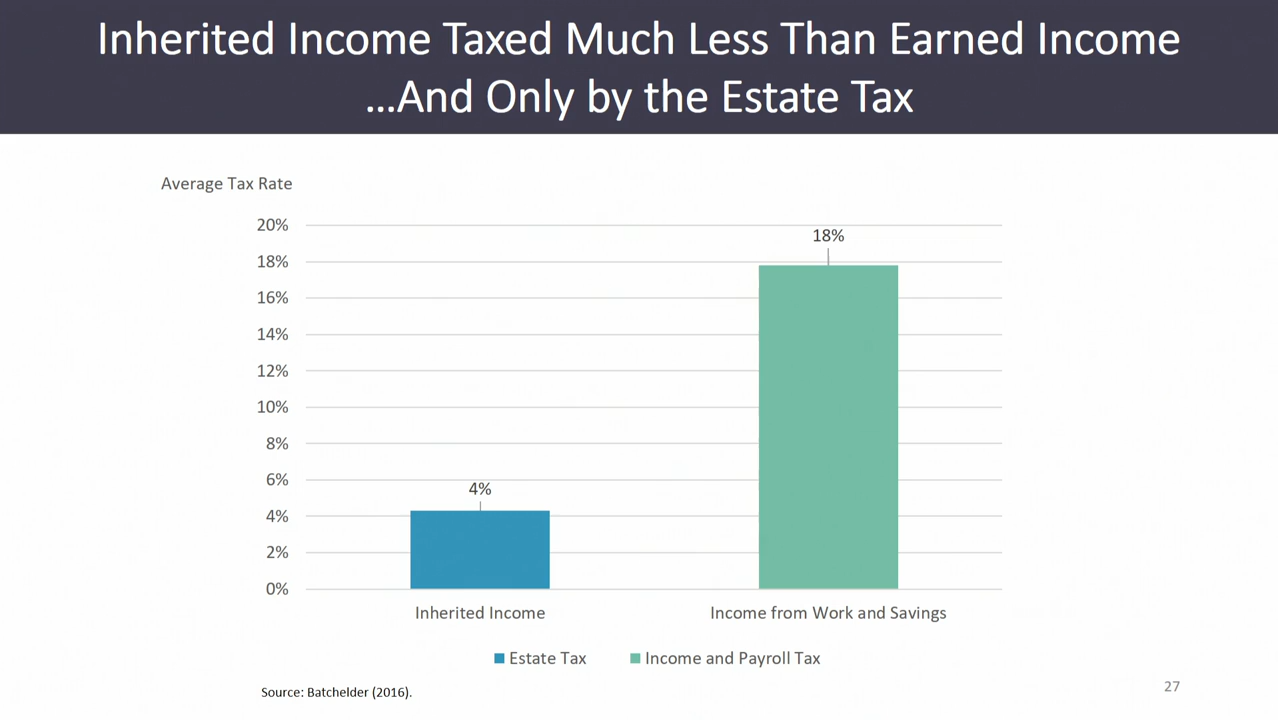 Inherited Income Taxed Much Less Than Earned Income
...And Only by the Estate Tax
Average Tax Rate
20%
18%
18%
16%
14%
12%
10%
8%
6%
4%
4%
2%
0%
Inherited Income
Income from Work and Savings
Estate Tax
Income and Payroll Tax
Source: Batchelder (2016).
27